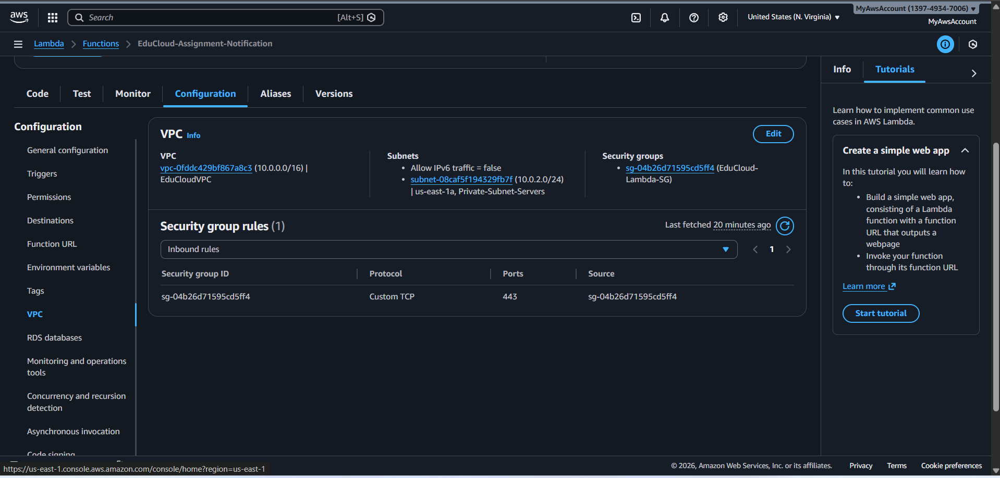 aws
Search
[Alt+S]
United States (N. Virginia)
MyAwsAccount (1397-4934-7006)
MyAwsAccount
Lambda
Functions
EduCloud-Assignment-Notification
Code
Test
Monitor
Configuration
Aliases
Versions
Configuration
General configuration
Triggers
Permissions
Destinations
Function URL
Environment variables
Tags
VPC
RDS databases
Monitoring and operations
tools
Concurrency and recursion
detection
Asynchronous invocation
Code signing
VPC Info
Edit
VPC
vpc-0fddc429bf867a8c3 (10.0.0.0/16) |
EduCloudVPC
Subnets
• Allow IPv6 traffic = false
• subnet-08caf5f194329fb7f (10.0.2.0/24)
| us-east-1a, Private-Subnet-Servers
Security groups
• sg-04b26d71595cd5ff4 (EduCloud-
Lambda-SG)
Security group rules (1)
Last fetched 20 minutes ago
Inbound rules
1
Security group ID
Protocol
Ports
Source
sg-04b26d71595cd5ff4
Custom TCP
443
sg-04b26d71595cd5ff4
Info
Tutorials
Learn how to implement common use
cases in AWS Lambda.
Create a simple web app
In this tutorial you will learn how
to:
• Build a simple web app,
consisting of a Lambda
function with a function
URL that outputs a
webpage
• Invoke your function
through its function URL
Learn more
Start tutorial
https://us-east-1.console.aws.amazon.com/console/home?region=us-east-1
© 2026, Amazon Web Services, Inc. or its affiliates.
Privacy
Terms
Cookie preferences